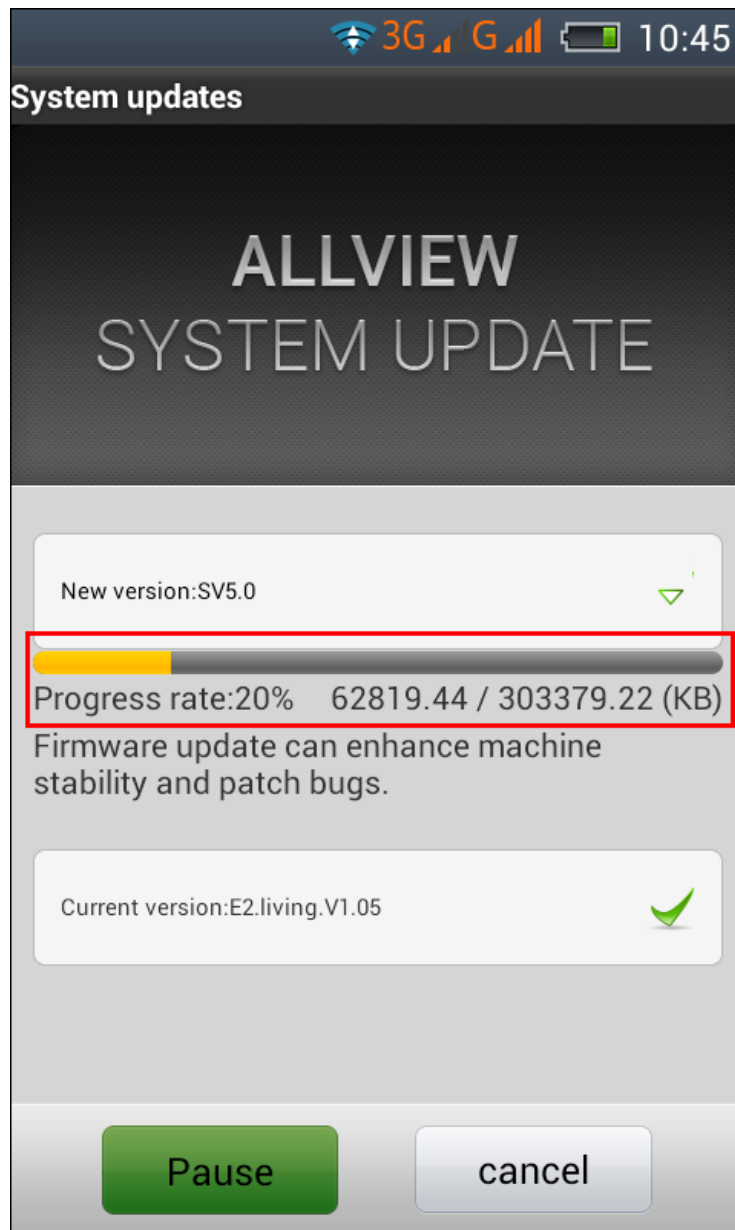 3G G 10:45
System updates
ALLVIEW
SYSTEM UPDATE
New version:SV5.0
Progress rate:20% 62819.44 / 303379.22 (KB)
Firmware update can enhance machine
stability and patch bugs.
Current version:E2.living.V1.05
Pause cancel